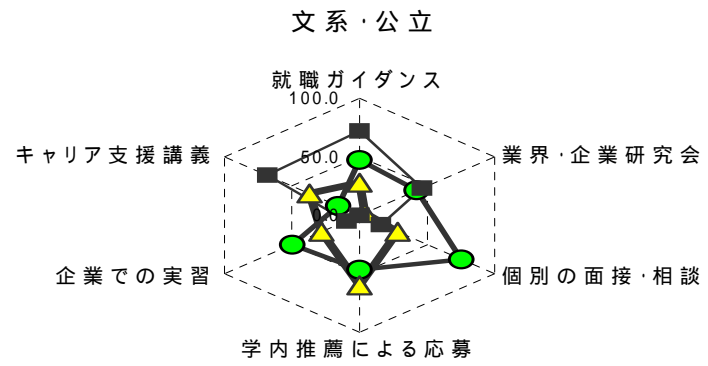 文系・公立
就職ガイダンス
100.0
キャリア支援講義
50.0
業界・企業研究会
0.0
企業での実習
個別の面接・相談
学内推薦による応募